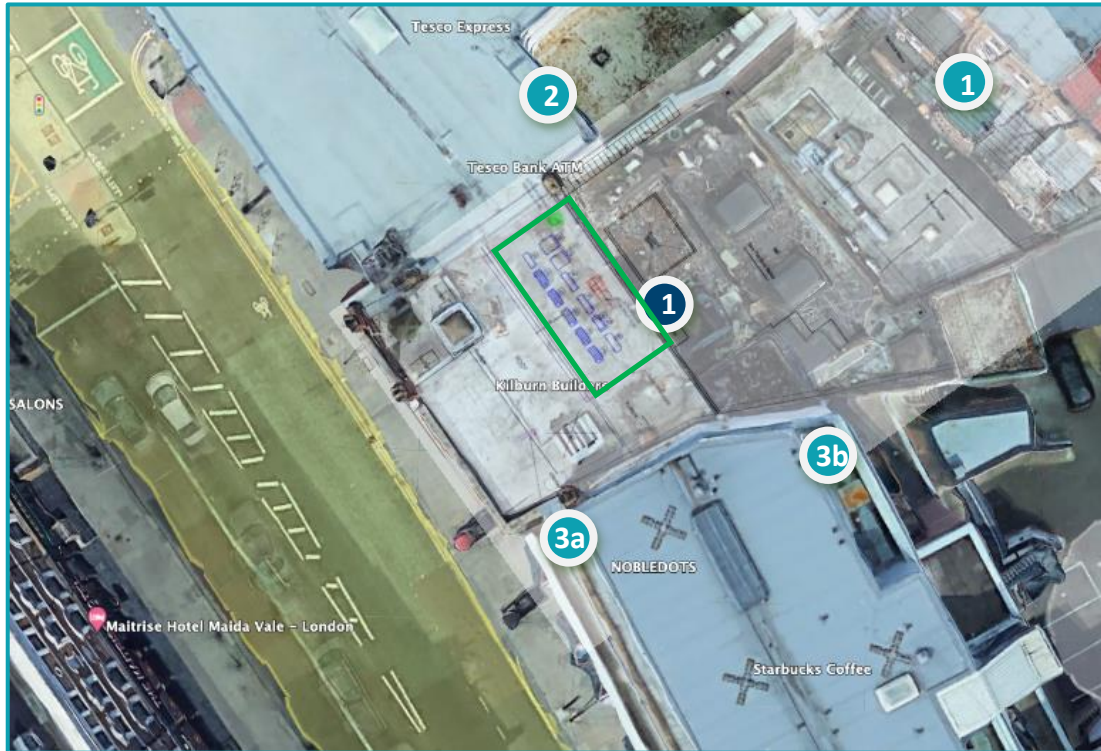 Tesco Express
1
2
Tesco Bank ATM
1
Kilburn Builders
SALONS
3b
3a
NOBLEDOTS
Maitrise Hotel Maida Vale - London
Starbucks Coffee